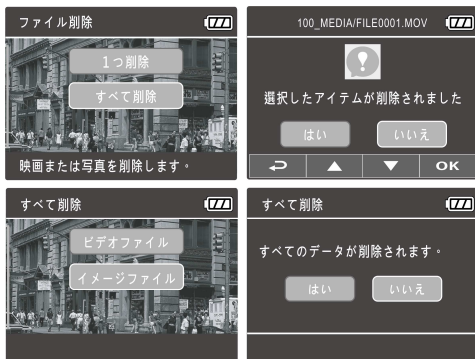 ファイル削除
1つ削除
すべて削除
映画または写真を削除します。
100_MEDIA/FILE0001.MOV
選択したアイテムが削除されました
はい
いいえ
OK
すべて削除
ビデオファイル
イメージファイル
すべて削除
すべてのデータが削除されます。
はい
いいえ